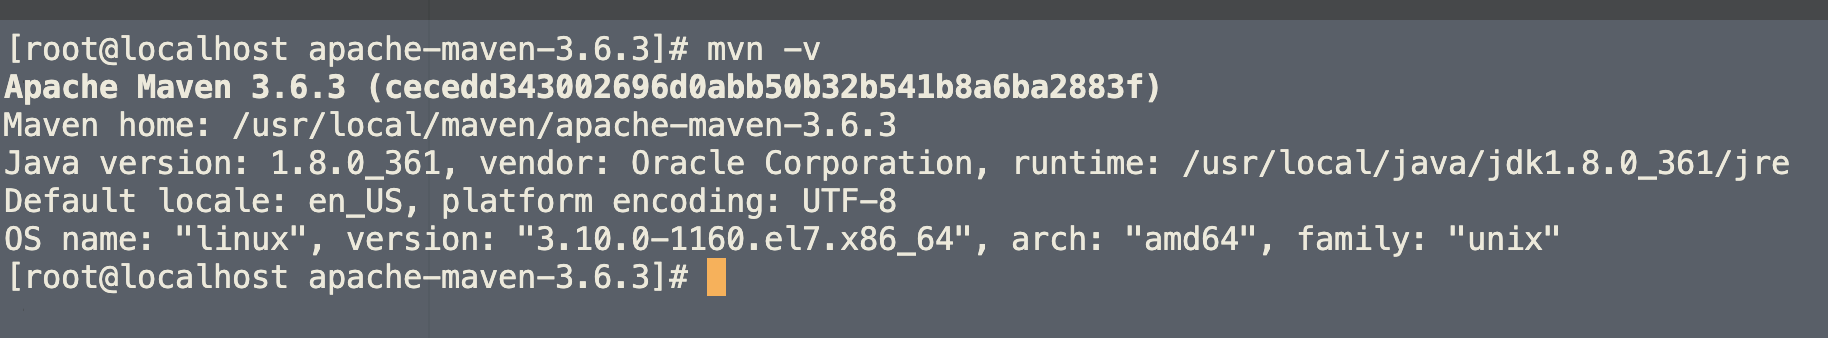 [root@localhost apache-maven-3.6.3]# mvn -v
Apache Maven 3.6.3 (cecedd343002696d0abb50b32b541b8a6ba2883f)
Maven home: /usr/local/maven/apache-maven-3.6.3
Java version: 1.8.0_361, vendor: Oracle Corporation, runtime: /usr/local/java/jdk1.8.0_361/jre
Default locale: en_US, platform encoding: UTF-8
OS name: "linux", version: "3.10.0-1160.el7.x86_64", arch: "amd64", family: "unix"
[root@localhost apache-maven-3.6.3]#